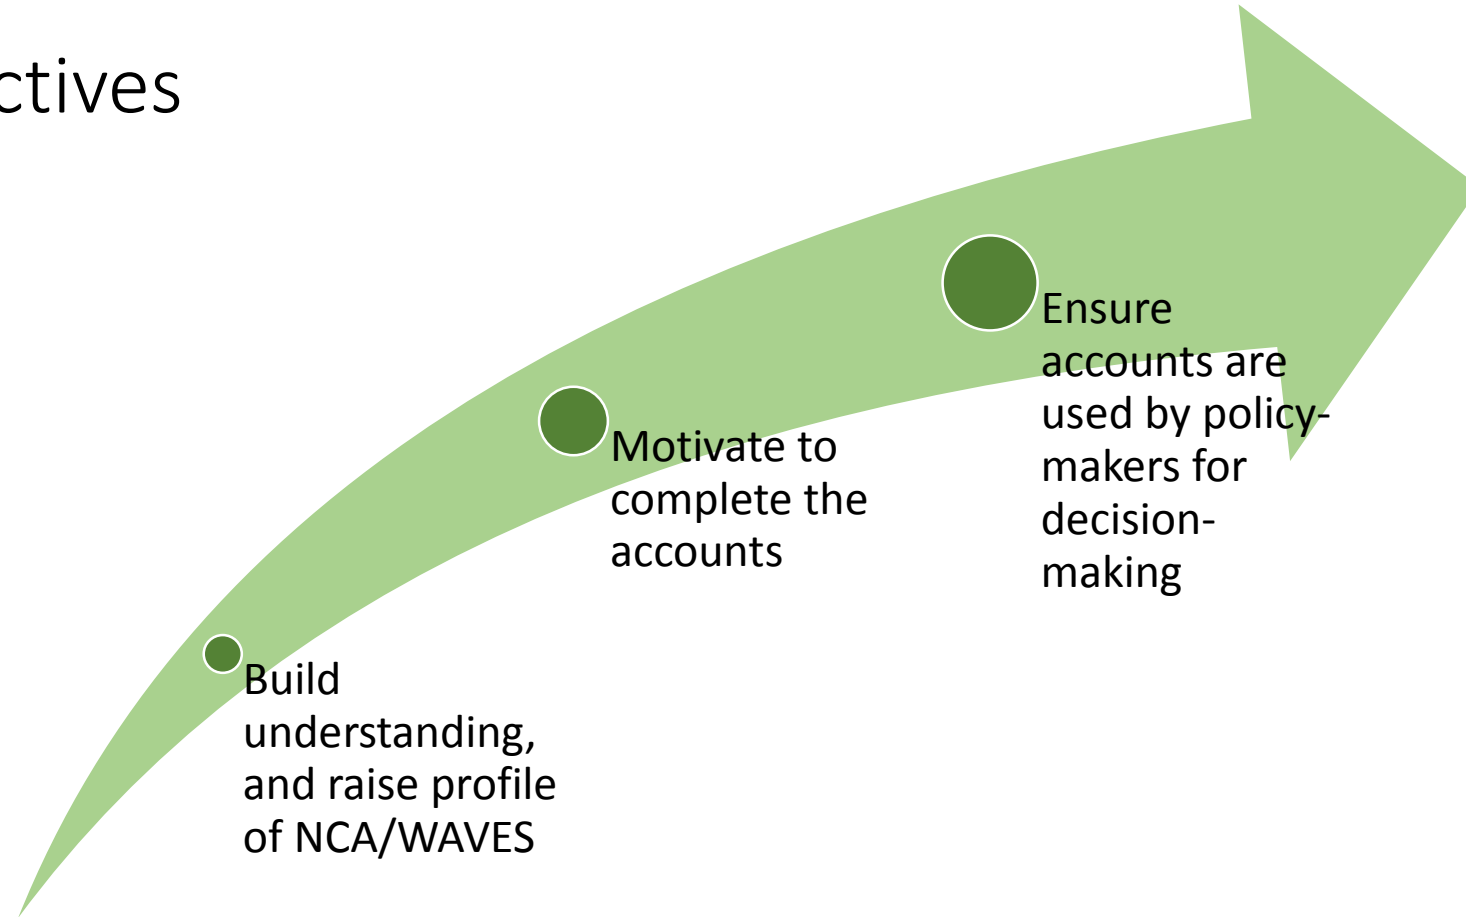 ctives
Ensure
accounts are
used by policy-
makers for
decision-
making
Motivate to
complete the
accounts
Build
understanding,
and raise profile
of NCA/WAVES